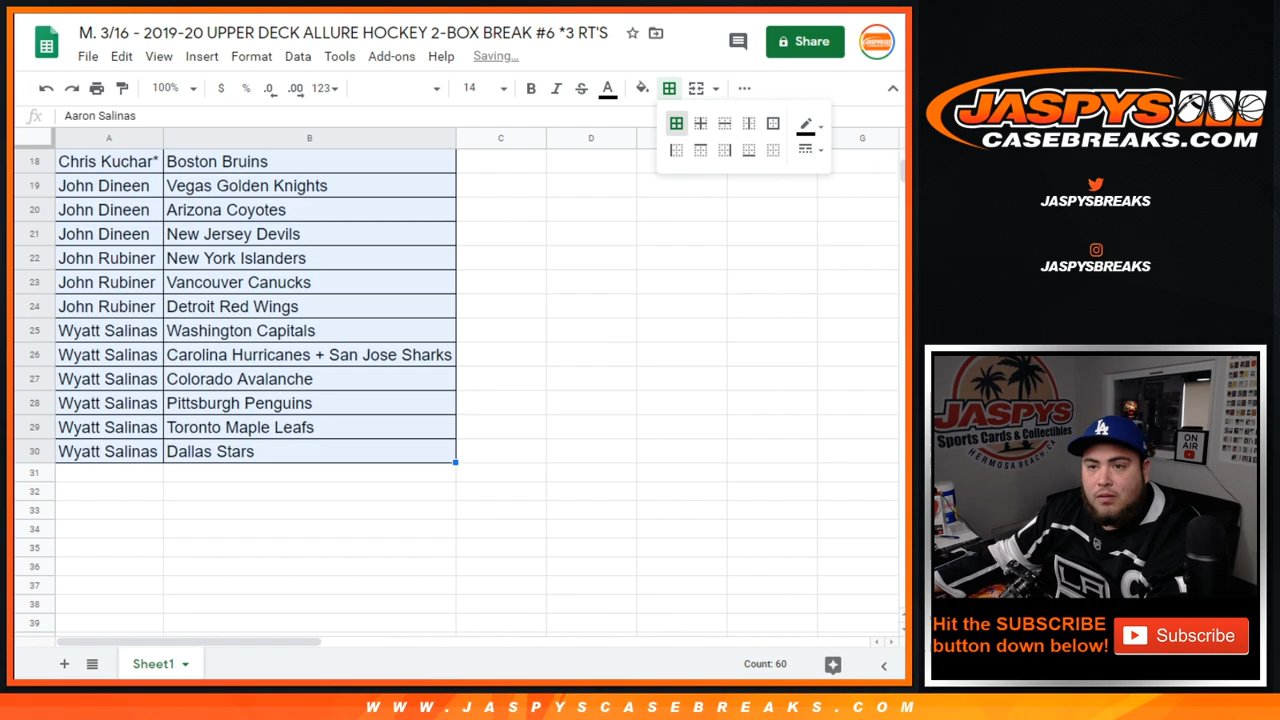 M. 3/16 - 2019-20 UPPER DECK ALLURE HOCKEY 2-BOX BREAK #6 *3 RT'S
File Edit View Insert Format Data Tools Add-ons Help Saving...
Share
100% $ % .0 .00 123 14 B I S A
fx Aaron Salinas
A B C D G
18 Chris Kuchar* Boston Bruins
19 John Dineen Vegas Golden Knights
20 John Dineen Arizona Coyotes
21 John Dineen New Jersey Devils
22 John Rubiner New York Islanders
23 John Rubiner Vancouver Canucks
24 John Rubiner Detroit Red Wings
25 Wyatt Salinas Washington Capitals
26 Wyatt Salinas Carolina Hurricanes + San Jose Sharks
27 Wyatt Salinas Colorado Avalanche
28 Wyatt Salinas Pittsburgh Penguins
29 Wyatt Salinas Toronto Maple Leafs
30 Wyatt Salinas Dallas Stars
31
32
33
34
35
36
37
38
39
Sheet1
Count: 60
JASPYS
CASEBREAKS.COM
JASPYSBREAKS
JASPYSBREAKS
JASPYS
Sports Cards & Collectibles
HERMOSA BEACH, CA
ON AIR
LA
LA
C
Hit the SUBSCRIBE
button down below!
Subscribe
WWW.JASPYSCASEBREAKS.COM